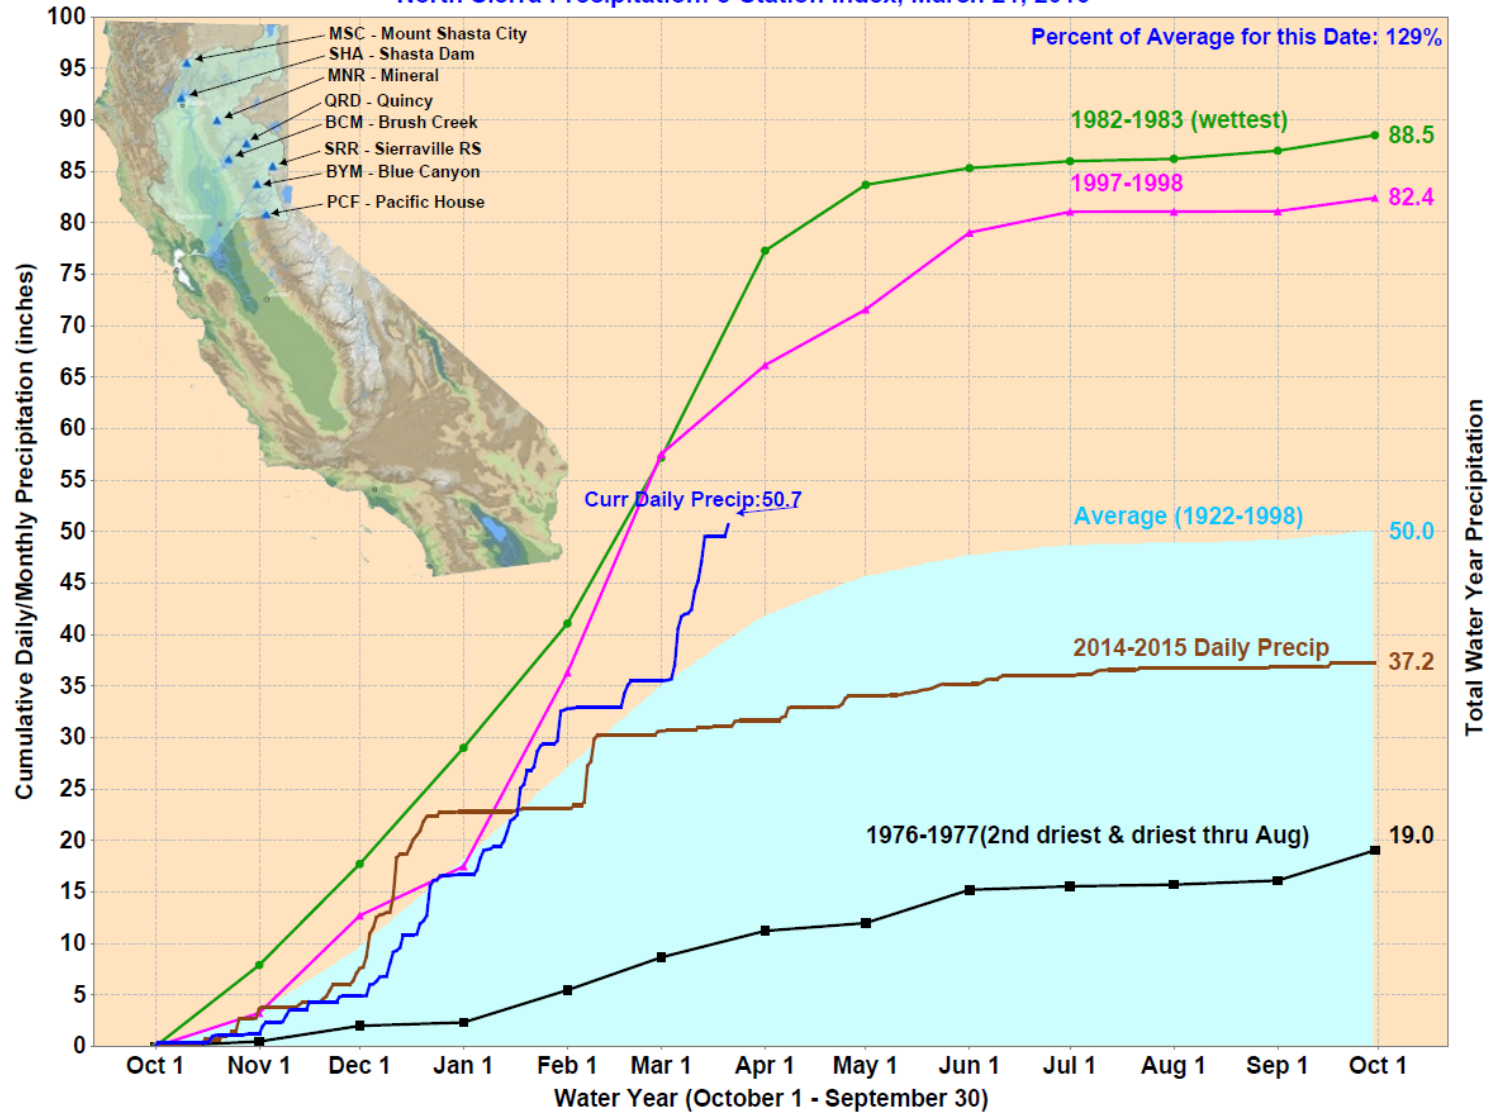 100
95
90
85
80
75
70
65
60
55
50
45
40
35
30
25
20
15
10
5
0
Cumulative Daily/Monthly Precipitation (inches)
MSC - Mount Shasta City
SHA - Shasta Dam
MNR - Mineral
QRD - Quincy
BCM - Brush Creek
SRR - Sierraville RS
BYM - Blue Canyon
PCF - Pacific House
Percent of Average for this Date: 129%
1982-1983 (wettest)
88.5
1997-1998
82.4
Curr Daily Precip:50.7
Average (1922-1998)
50.0
2014-2015 Daily Precip
37.2
1976-1977(2nd driest & driest thru Aug)
19.0
Total Water Year Precipitation
Oct 1 Nov 1 Dec 1 Jan 1 Feb 1 Mar 1 Apr 1 May 1 Jun 1 Jul 1 Aug 1 Sep 1 Oct 1
Water Year (October 1 - September 30)